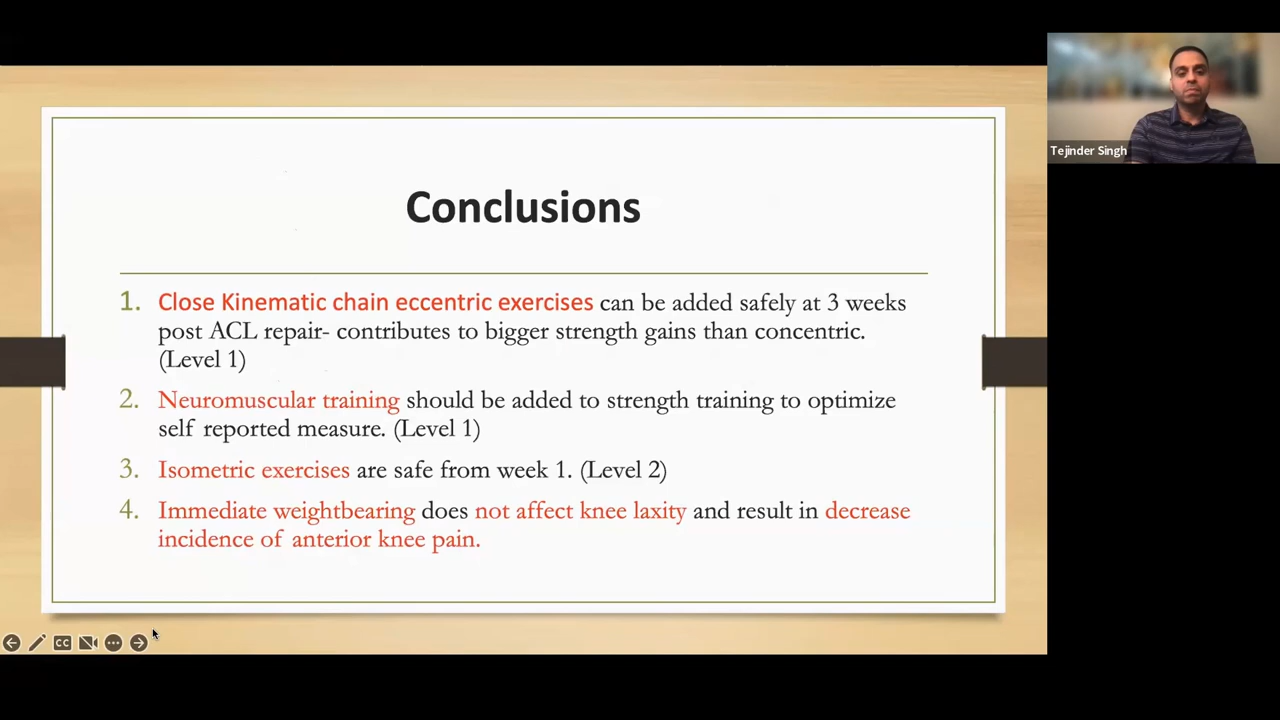 Conclusions
1. Close Kinematic chain eccentric exercises can be added safely at 3 weeks
post ACL repair- contributes to bigger strength gains than concentric.
(Level 1)
2. Neuromuscular training should be added to strength training to optimize
self reported measure. (Level 1)
3. Isometric exercises are safe from week 1. (Level 2)
4. Immediate weightbearing does not affect knee laxity and result in decrease
incidence of anterior knee pain.
Tejinder Singh
CC